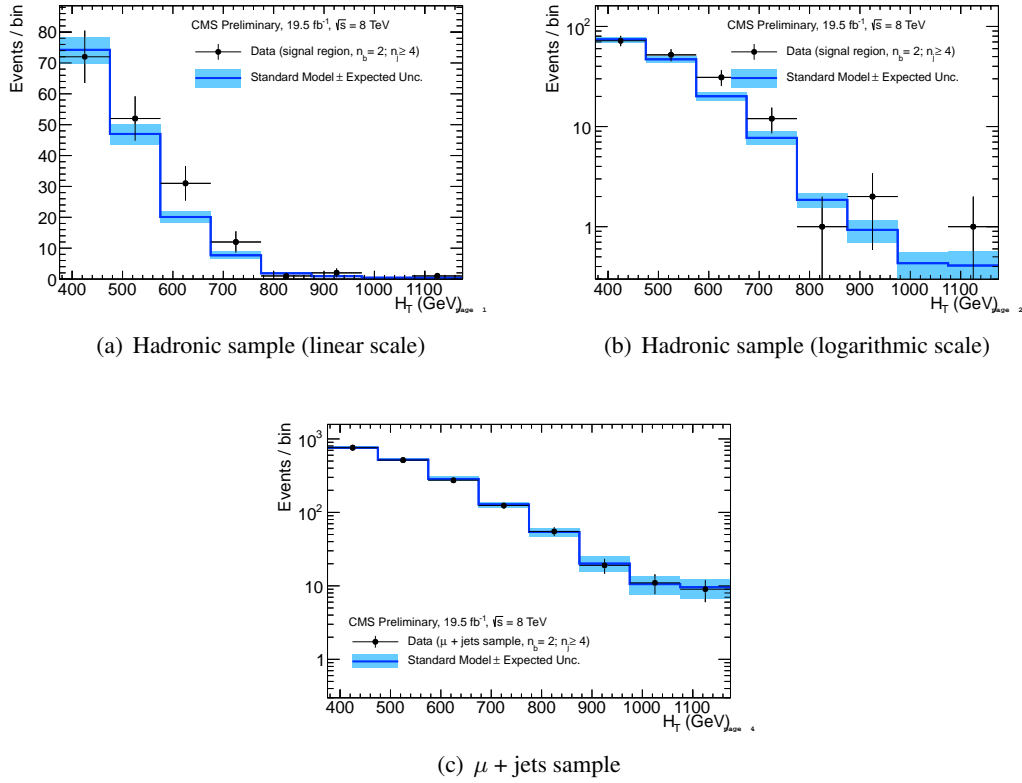 CMS Preliminary, 19.5 fb⁻¹, √s = 8 TeV
Data (signal region, n_b = 2; n_j ≥ 4)
Standard Model ± Expected Unc.
Events / bin
80
70
60
50
40
30
20
10
0
400 500 600 700 800 900 1000 1100
H_T (GeV)
page 1
(a) Hadronic sample (linear scale)
CMS Preliminary, 19.5 fb⁻¹, √s = 8 TeV
Data (signal region, n_b = 2; n_j ≥ 4)
Standard Model ± Expected Unc.
Events / bin
10²
10
1
400 500 600 700 800 900 1000 1100
H_T (GeV)
page 2
(b) Hadronic sample (logarithmic scale)
Events / bin
10³
10²
10
1
CMS Preliminary, 19.5 fb⁻¹, √s = 8 TeV
Data (μ + jets sample, n_b = 2; n_j ≥ 4)
Standard Model ± Expected Unc.
400 500 600 700 800 900 1000 1100
H_T (GeV)
page 4
(c) μ + jets sample